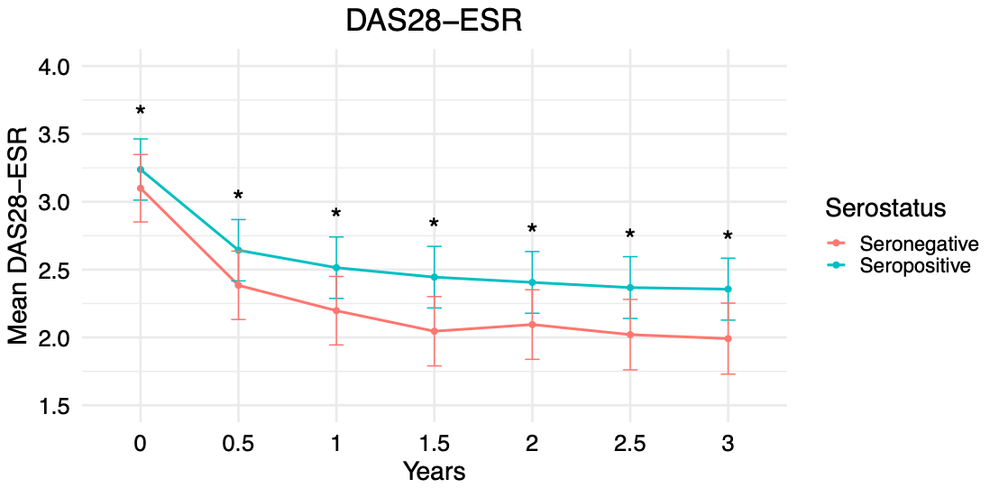 DAS28−ESR
Mean DAS28−ESR
4.0
3.5
3.0
2.5
2.0
1.5
* * * * * * *
0 0.5 1 1.5 2 2.5 3
Years
Serostatus
Seronegative
Seropositive